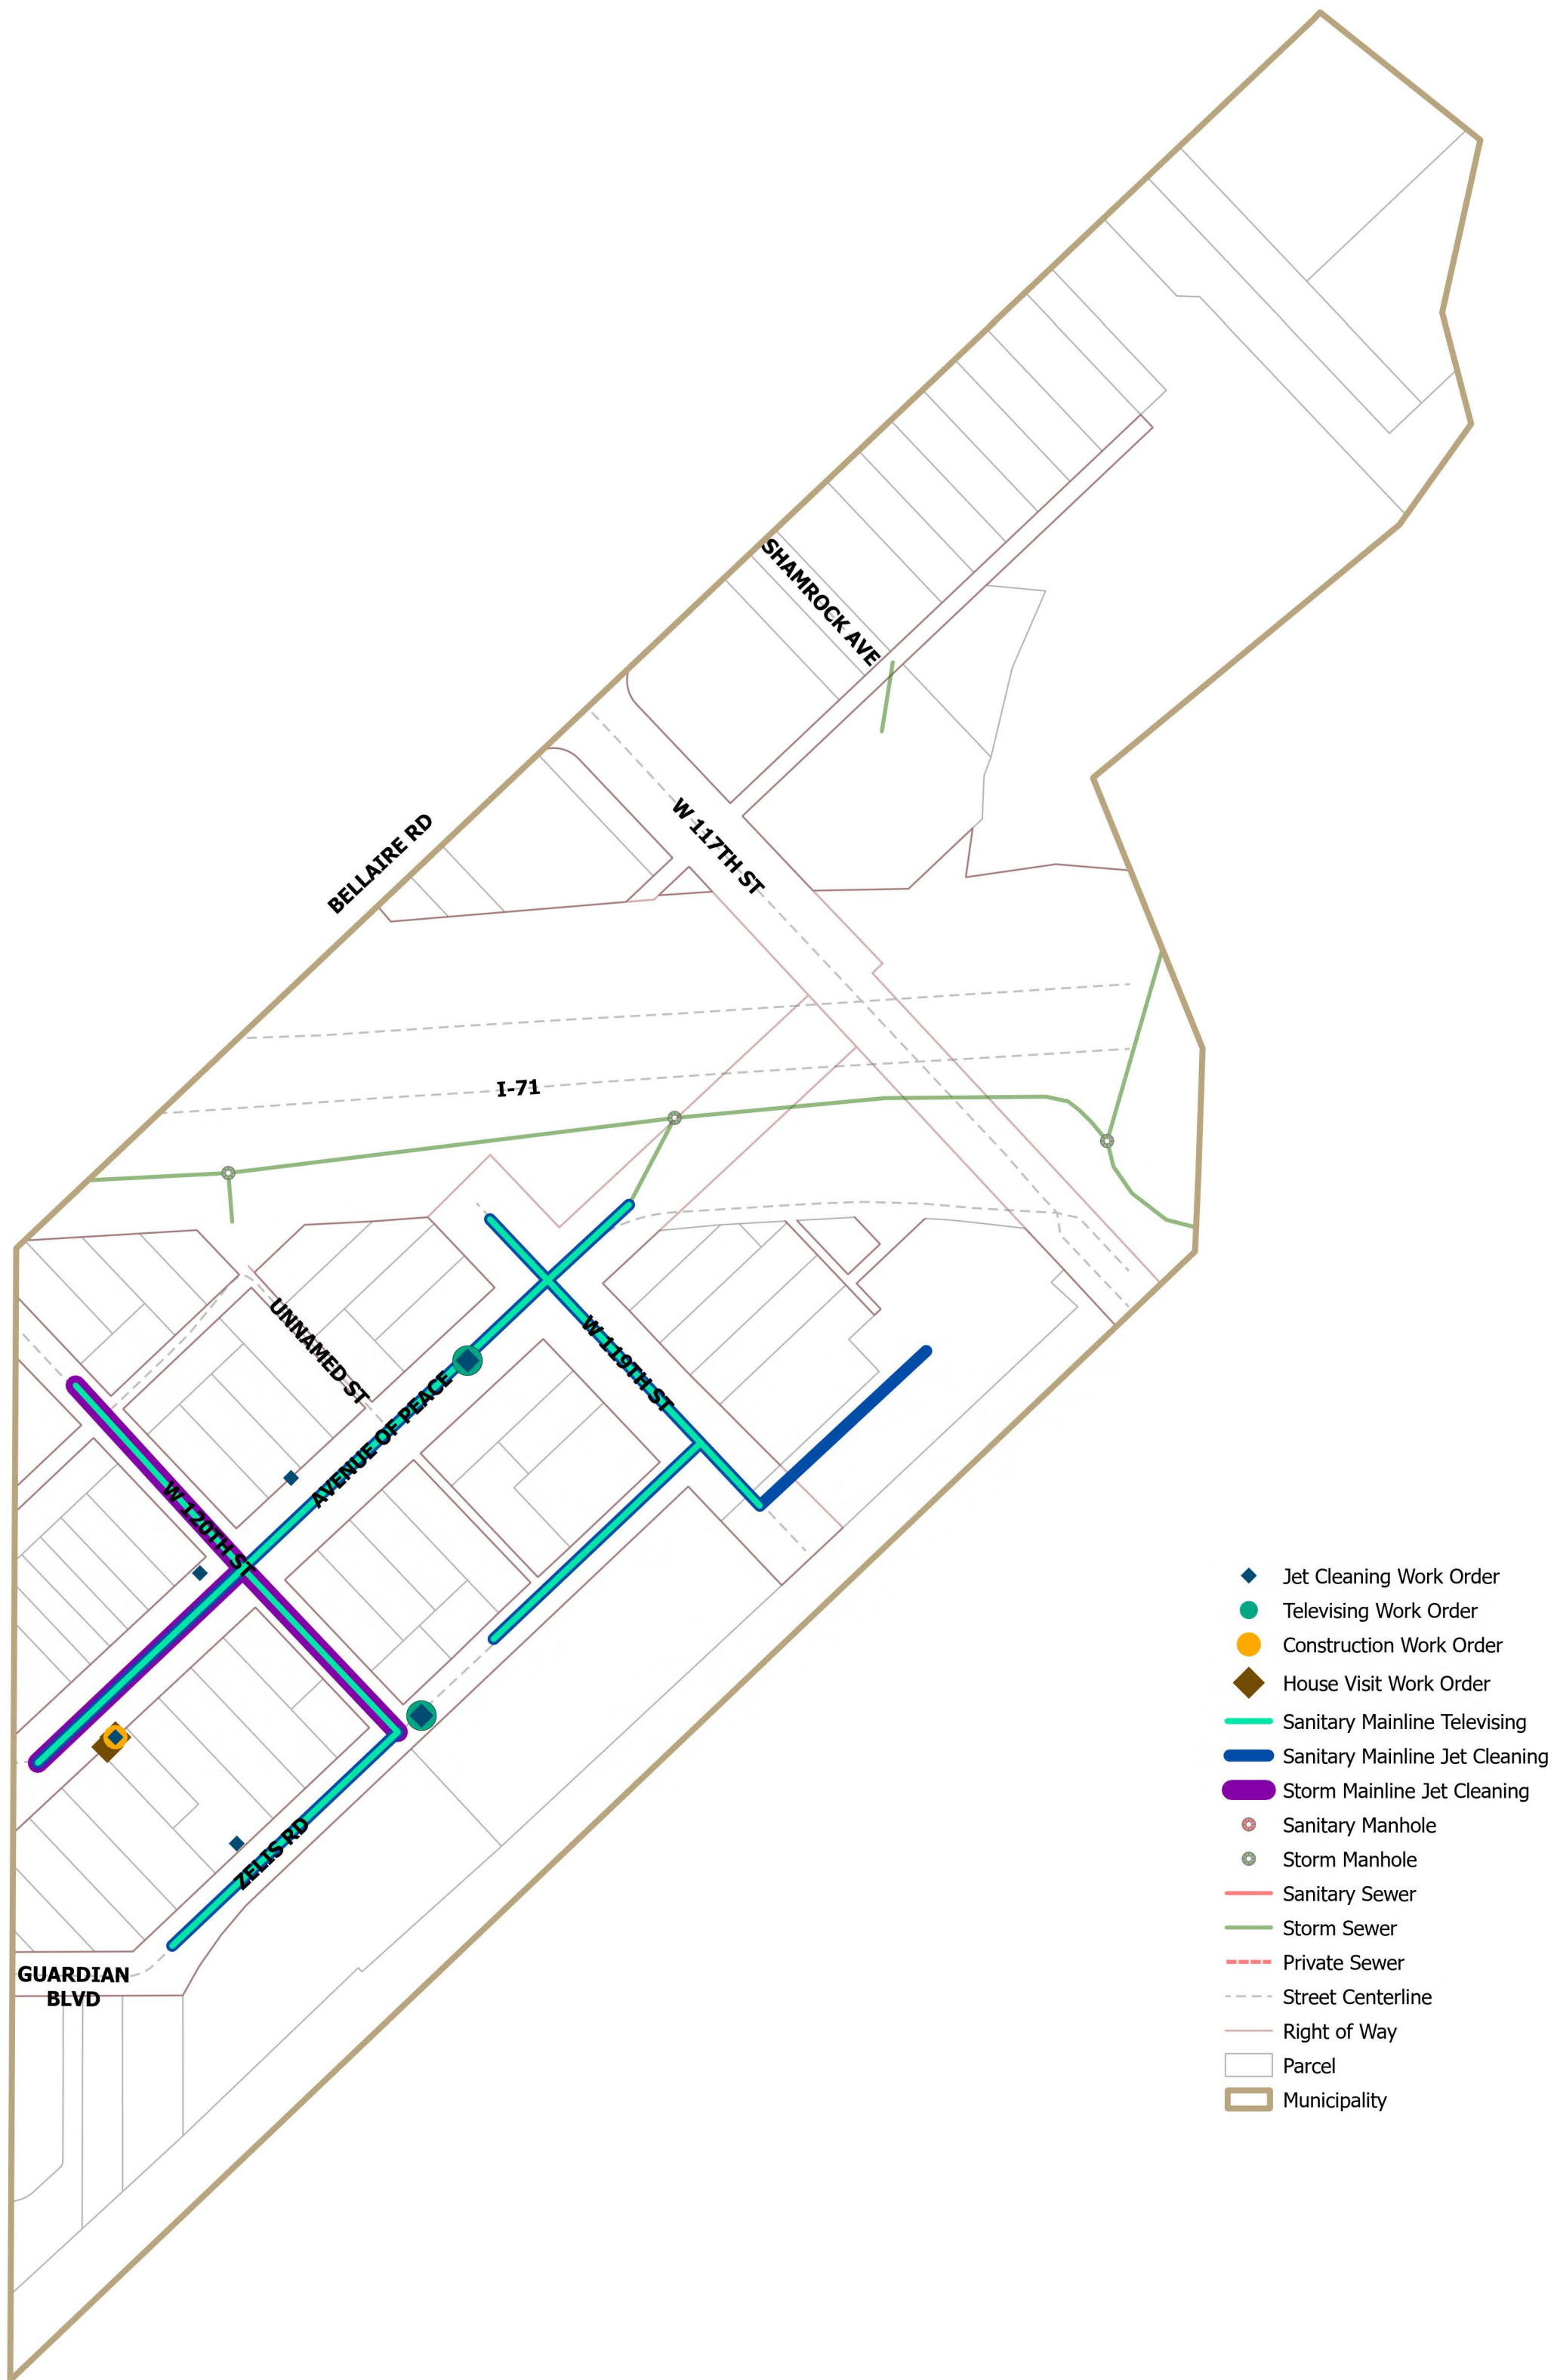 SHAMROCK AVE
W 117TH ST
BELLAIRE RD
I-71
UNNAMED ST
W 119TH ST
AVENUE OF PEACE
W 120TH ST
ZELIS RD
GUARDIAN
BLVD
Jet Cleaning Work Order
Televising Work Order
Construction Work Order
House Visit Work Order
Sanitary Mainline Televising
Sanitary Mainline Jet Cleaning
Storm Mainline Jet Cleaning
Sanitary Manhole
Storm Manhole
Sanitary Sewer
Storm Sewer
Private Sewer
Street Centerline
Right of Way
Parcel
Municipality